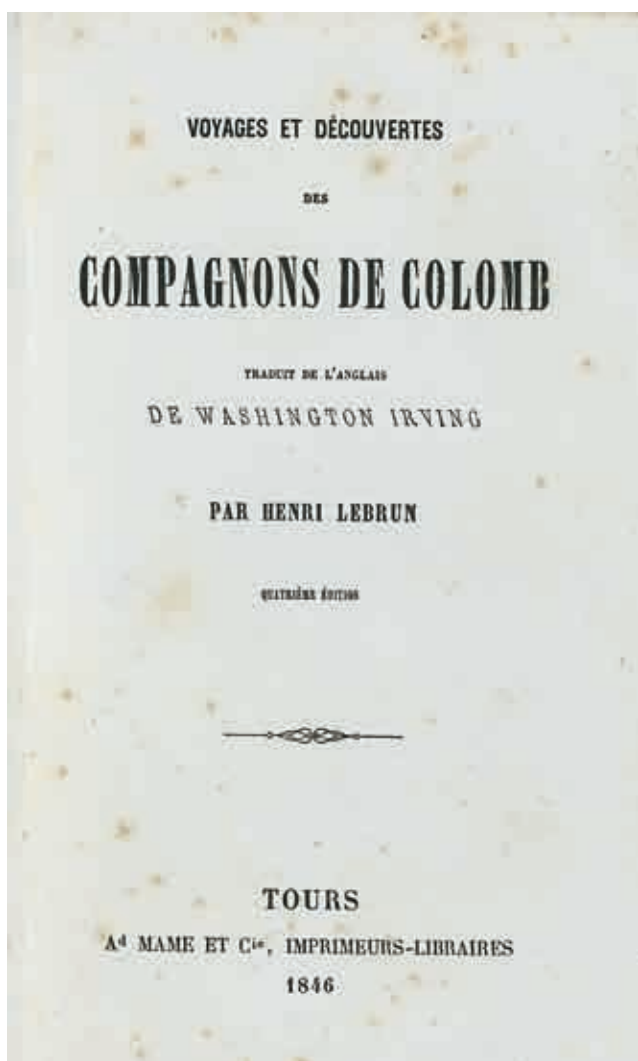 VOYAGES ET DÉCOUVERTES
DES
COMPAGNONS DE COLOMB
TRADUIT DE L'ANGLAIS
DE WASHINGTON IRVING
PAR HENRI LEBRUN
QUATRIÈME ÉDITION
TOURS
Ad MAME ET Cie, IMPRIMEURS-LIBRAIRES
1846